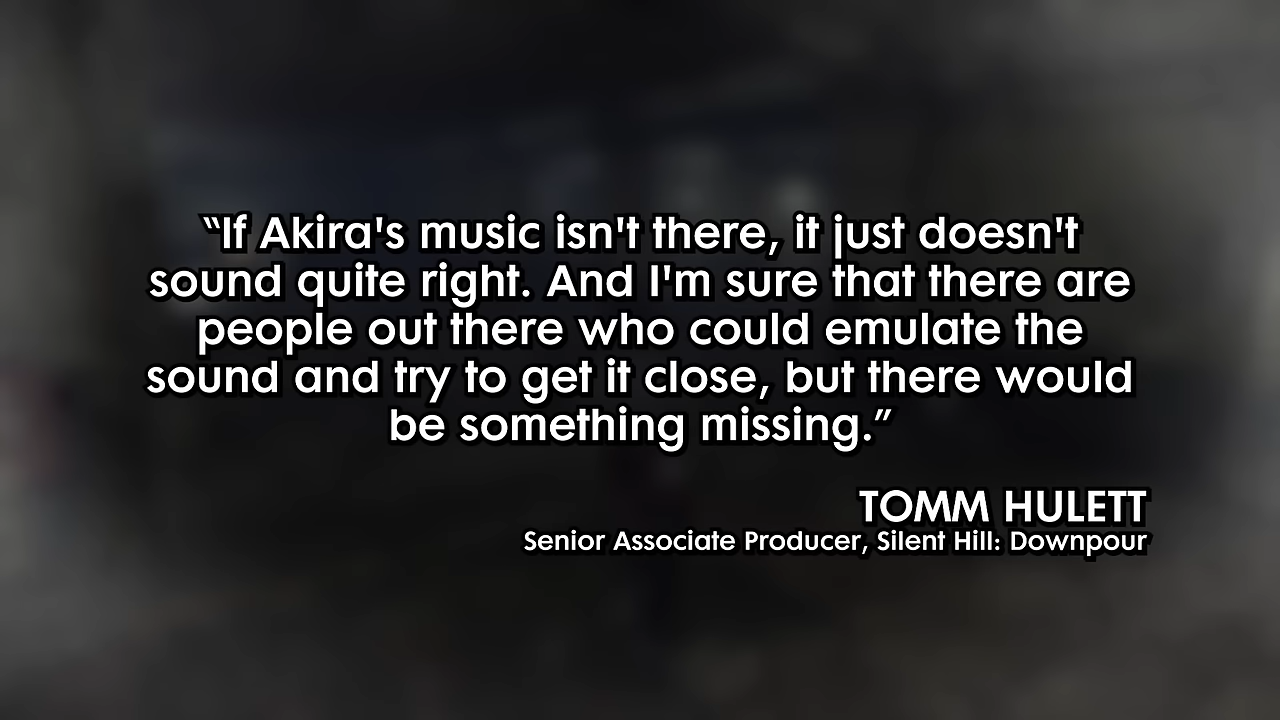 “If Akira's music isn't there, it just doesn't
sound quite right. And I'm sure that there are
people out there who could emulate the
sound and try to get it close, but there would
be something missing.”
TOMM HULETT
Senior Associate Producer, Silent Hill: Downpour